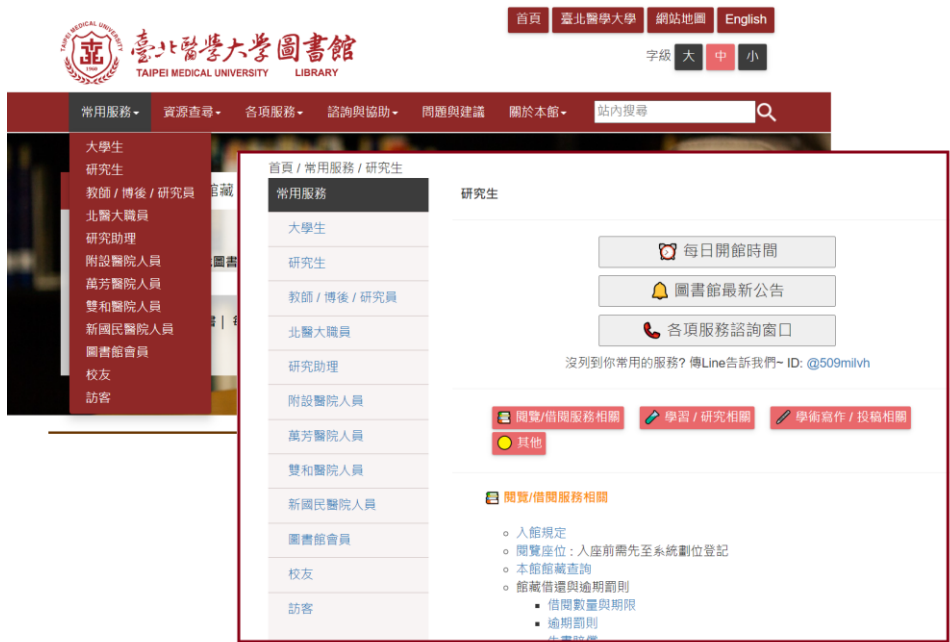 首頁 臺北醫學大學 網站地圖 English
臺北醫學大學圖書館
TAIPEI MEDICAL UNIVERSITY LIBRARY
字級 大 中 小
常用服務 資源查尋 各項服務 諮詢與協助 問題與建議 關於本館 站內搜尋
大學生
研究生
教師 / 博後 / 研究員
北醫大職員
研究助理
附設醫院人員
萬芳醫院人員
雙和醫院人員
新國民醫院人員
圖書館會員
校友
訪客
館藏
圖書
書 |
首頁 / 常用服務 / 研究生
常用服務
大學生
研究生
教師 / 博後 / 研究員
北醫大職員
研究助理
附設醫院人員
萬芳醫院人員
雙和醫院人員
新國民醫院人員
圖書館會員
校友
訪客
研究生
每日開館時間
圖書館最新公告
各項服務諮詢窗口
沒列到你常用的服務? 傳Line告訴我們~ ID: @509milvh
閱覽/借閱服務相關 學習 / 研究相關 學術寫作 / 投稿相關
其他
閱覽/借閱服務相關
入館規定
閱覽座位 : 入座前需先至系統劃位登記
本館館藏查詢
館藏借還與逾期罰則
借閱數量與期限
逾期罰則